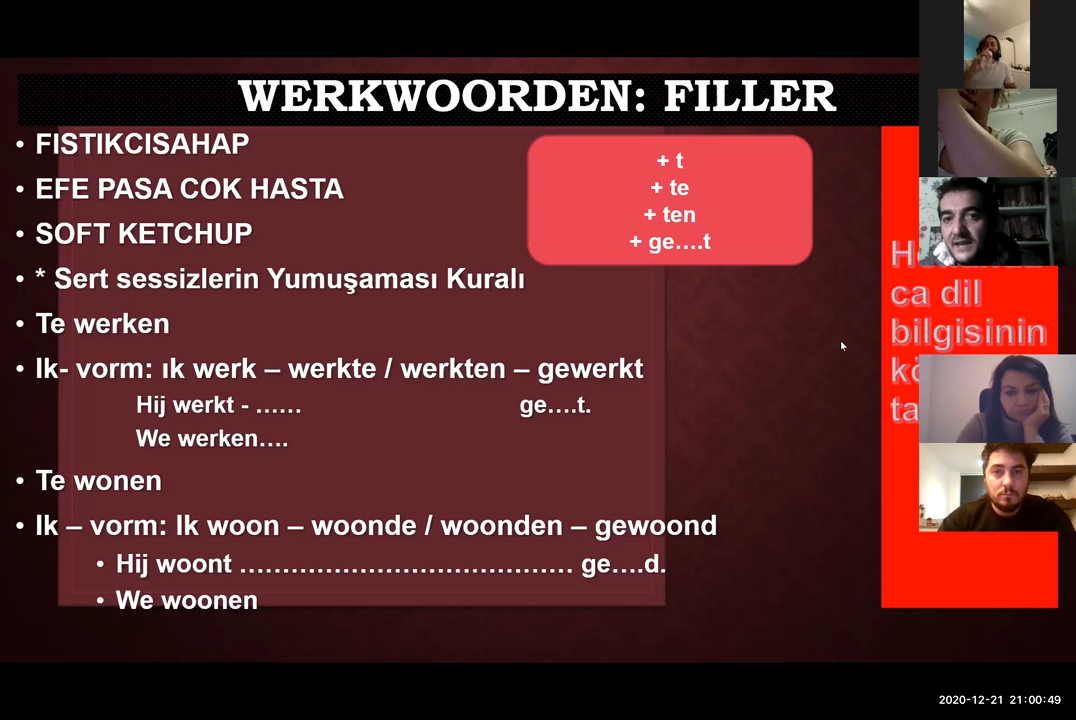 WERKWOORDEN: FILLER
• FISTIKCISAHAP
• EFE PASA COK HASTA
• SOFT KETCHUP
• * Sert sessizlerin Yumuşaması Kuralı
• Te werken
• Ik- vorm: ık werk – werkte / werkten – gewerkt
Hij werkt - …… ge….t.
We werken….
• Te wonen
• Ik – vorm: Ik woon – woonde / woonden – gewoond
• Hij woont ………………………………… ge….d.
• We woonen
+ t
+ te
+ ten
+ ge….t
ca dil
bilgisinin
2020-12-21 21:00:49